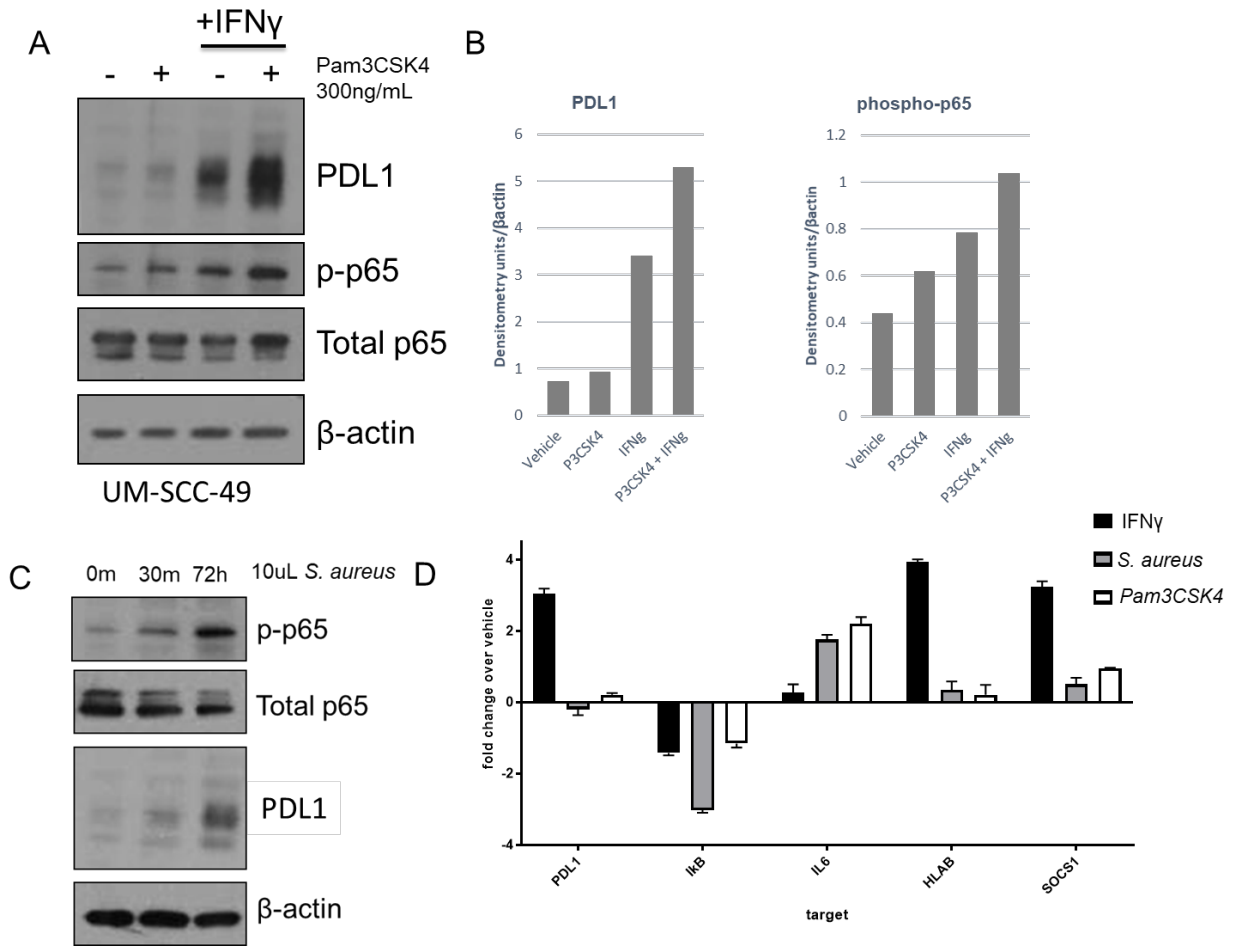 A
+IFNγ
- + - +
Pam3CSK4
300ng/mL
PDL1
p-p65
Total p65
β-actin
UM-SCC-49
B
PDL1
Densitometry units/βactin
6
5
4
3
2
1
0
Vehicle
P3CSK4
IFNg
P3CSK4 + IFNg
phospho-p65
Densitometry units/βactin
1.2
1
0.8
0.6
0.4
0.2
0
Vehicle
P3CSK4
IFNg
P3CSK4 + IFNg
C
0m 30m 72h 10uL S. aureus
p-p65
Total p65
PDL1
β-actin
D
IFNγ
S. aureus
Pam3CSK4
fold change over vehicle
4
2
0
-2
-4
PDL1
IkB
IL6
HLAB
SOCS1
target